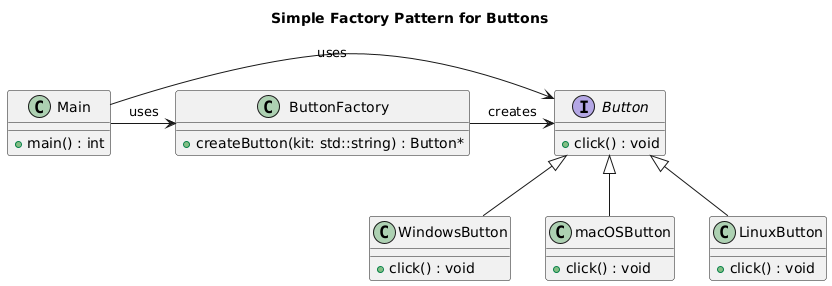 Simple Factory Pattern for Buttons
uses
C Main
main() : int
uses
C ButtonFactory
createButton(kit: std::string) : Button*
creates
I Button
click() : void
C WindowsButton
click() : void
C macOSButton
click() : void
C LinuxButton
click() : void